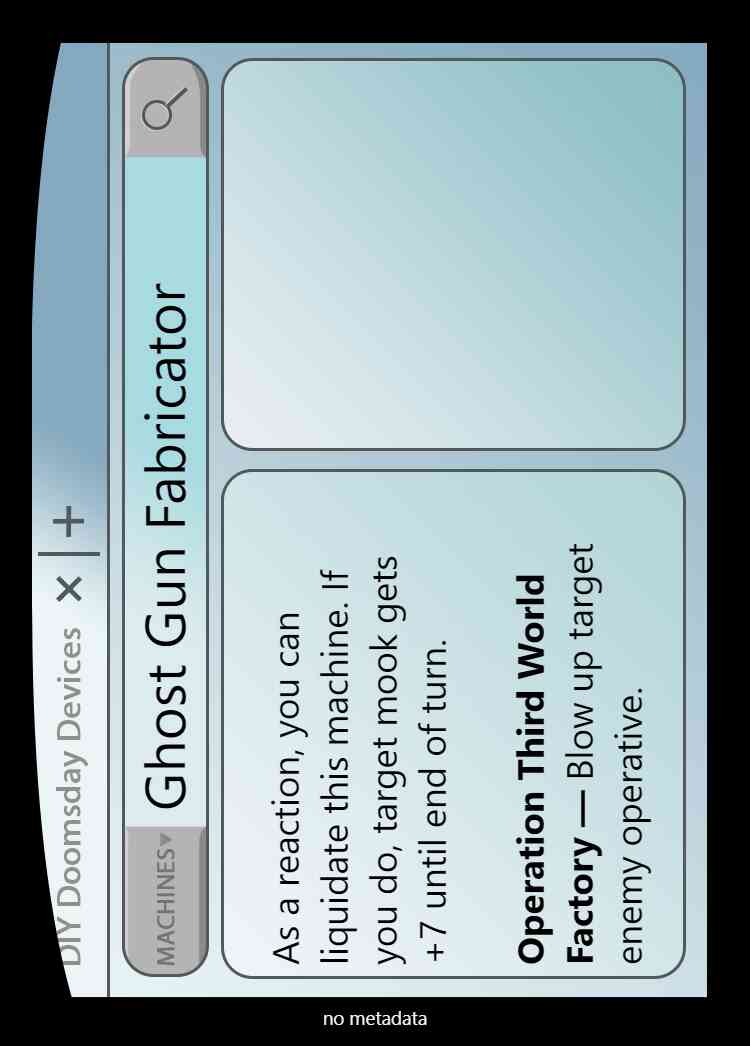 DIY Doomsday Devices
MACHINES
Ghost Gun Fabricator
As a reaction, you can
liquidate this machine. If
you do, target mook gets
+7 until end of turn.
Operation Third World
Factory — Blow up target
enemy operative.
no metadata